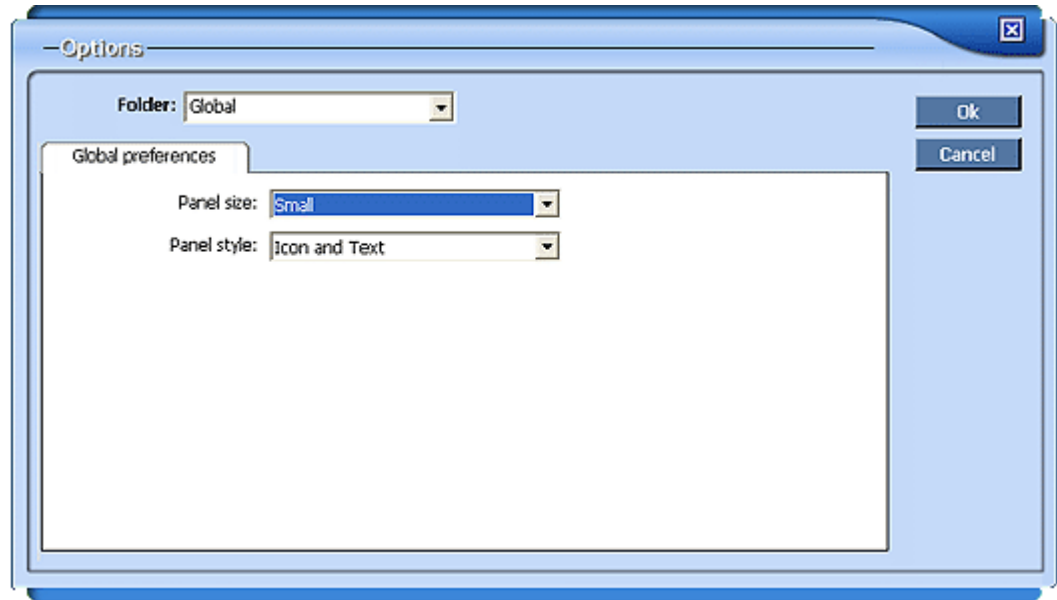 Options
Folder: Global
Ok
Global preferences
Cancel
Panel size: Small
Panel style: Icon and Text